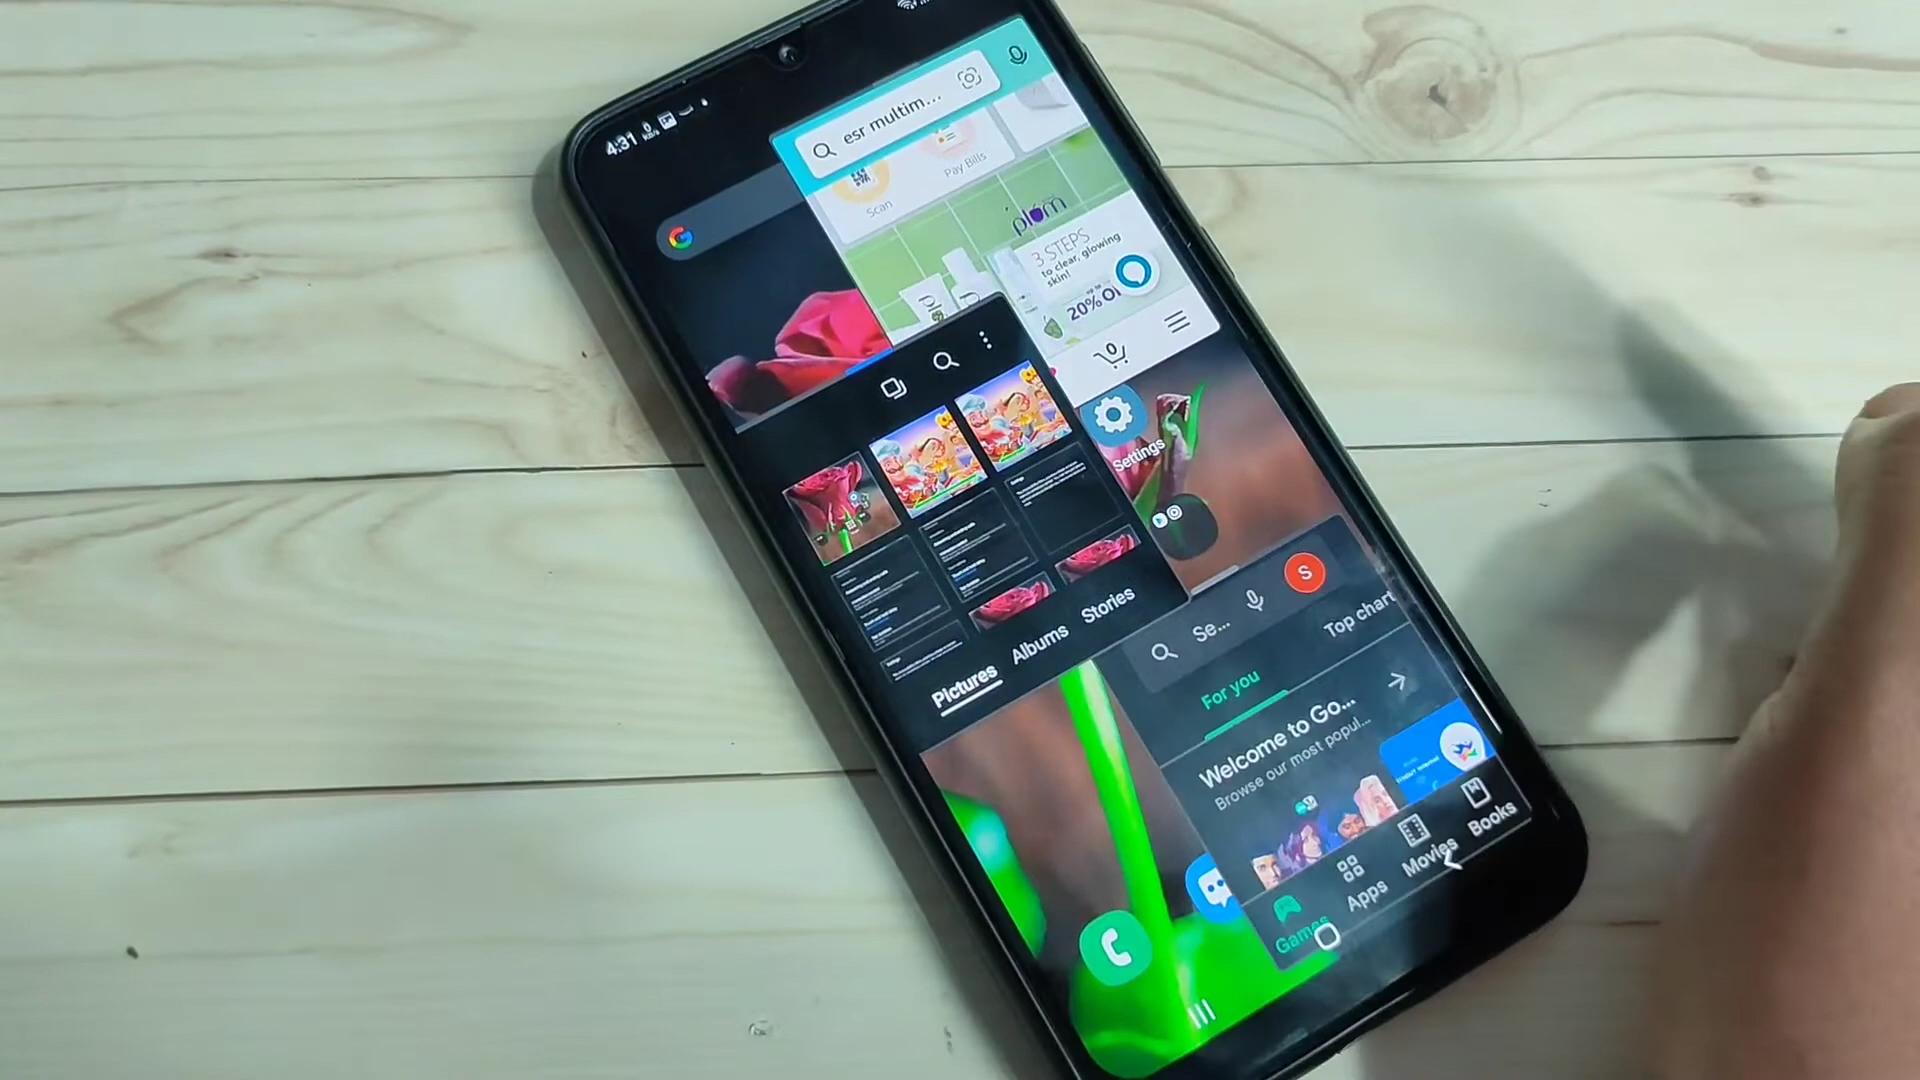 4:31
esr multim...
Scan
Pay Bills
plum
3 STEPS
to clear, glowing
skin!
20%
0
Settings
Pictures
Albums
Stories
Se...
S
For you
Top chart
Welcome to Go...
Browse our most popul...
Games
Apps
Movies
Books